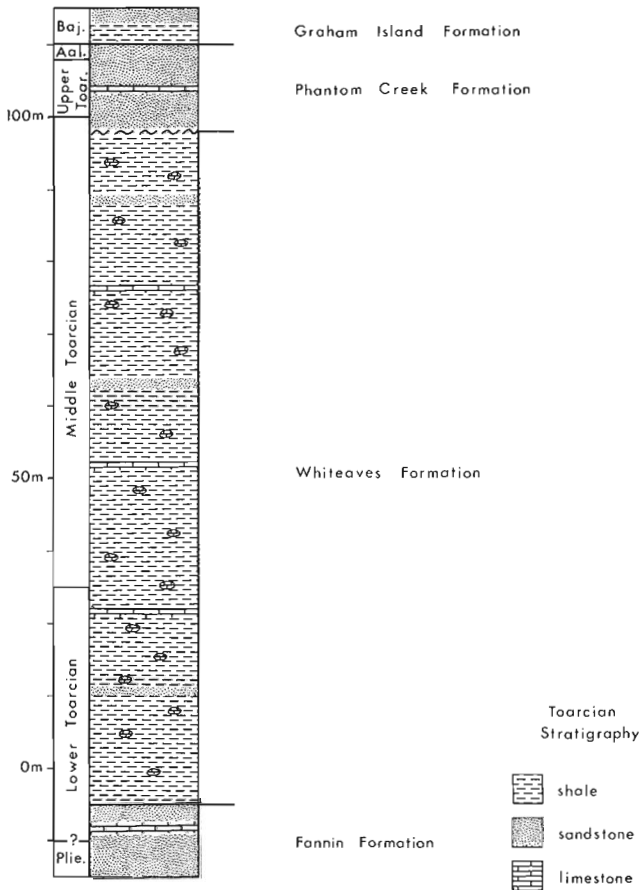 Baj.
Graham Island Formation
Aal.
Upper
Toar.
Phantom Creek Formation
100m
Middle Toarcian
50m
Whiteaves Formation
Lower Toarcian
Toarcian
Stratigraphy
0m
shale
sandstone
?
Plie.
Fannin Formation
limestone